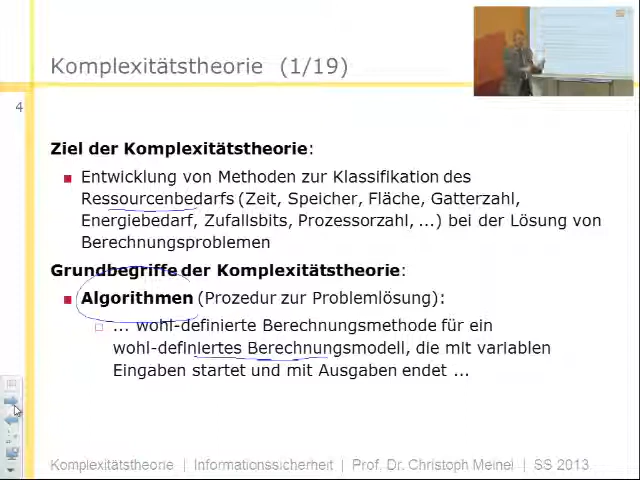 Komplexitätstheorie (1/19)
4
Ziel der Komplexitätstheorie:
Entwicklung von Methoden zur Klassifikation des
Ressourcenbedarfs (Zeit, Speicher, Fläche, Gatterzahl,
Energiebedarf, Zufallsbits, Prozessorzahl, ...) bei der Lösung von
Berechnungsproblemen
Grundbegriffe der Komplexitätstheorie:
Algorithmen (Prozedur zur Problemlösung):
... wohl-definierte Berechnungsmethode für ein
wohl-definiertes Berechnungsmodell, die mit variablen
Eingaben startet und mit Ausgaben endet ...
Komplexitätstheorie | Informationssicherheit | Prof. Dr. Christoph Meinel | SS 2013